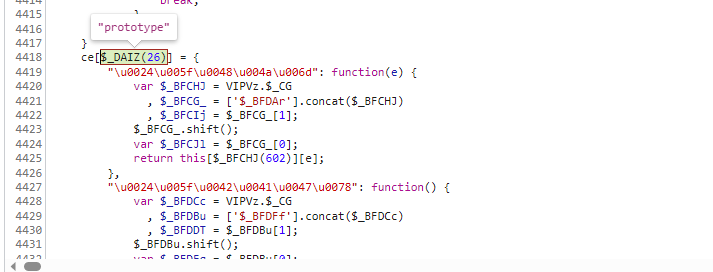 4414 break;
4415 }
4416
"prototype"
4417 }
4418 ce[$_DAIZ(26)] = {
4419 "\u0024\u005f\u0048\u004a\u006d": function(e) {
4420 var $_BFCHJ = VIPVz.$_CG
4421 , $_BFCG_ = ['$_BFDAr'].concat($_BFCHJ)
4422 , $_BFCIj = $_BFCG_[1];
4423 $_BFCG_.shift();
4424 var $_BFCJl = $_BFCG_[0];
4425 return this[$_BFCHJ(602)][e];
4426 },
4427 "\u0024\u005f\u0042\u0041\u0047\u0078": function() {
4428 var $_BFDCc = VIPVz.$_CG
4429 , $_BFDBu = ['$_BFDFf'].concat($_BFDCc)
4430 , $_BFDDT = $_BFDBu[1];
4431 $_BFDBu.shift();